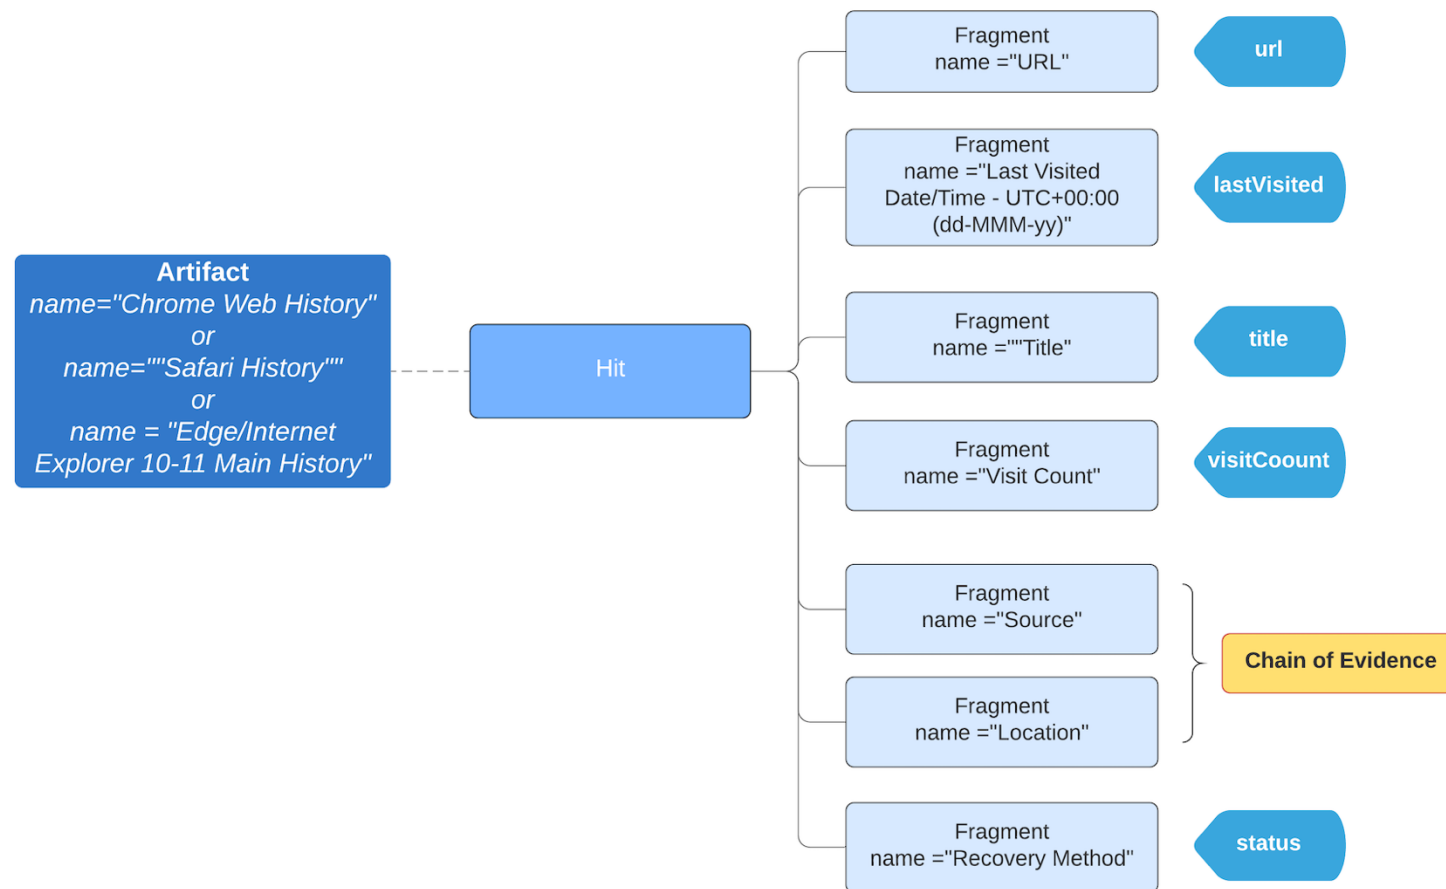 Artifact
name="Chrome Web History"
or
name=""Safari History""
or
name = "Edge/Internet
Explorer 10-11 Main History"
Hit
Fragment
name ="URL"
url
Fragment
name ="Last Visited
Date/Time - UTC+00:00
(dd-MMM-yy)"
lastVisited
Fragment
name =""Title"
title
Fragment
name ="Visit Count"
visitCoount
Fragment
name ="Source"
Fragment
name ="Location"
Chain of Evidence
Fragment
name ="Recovery Method"
status